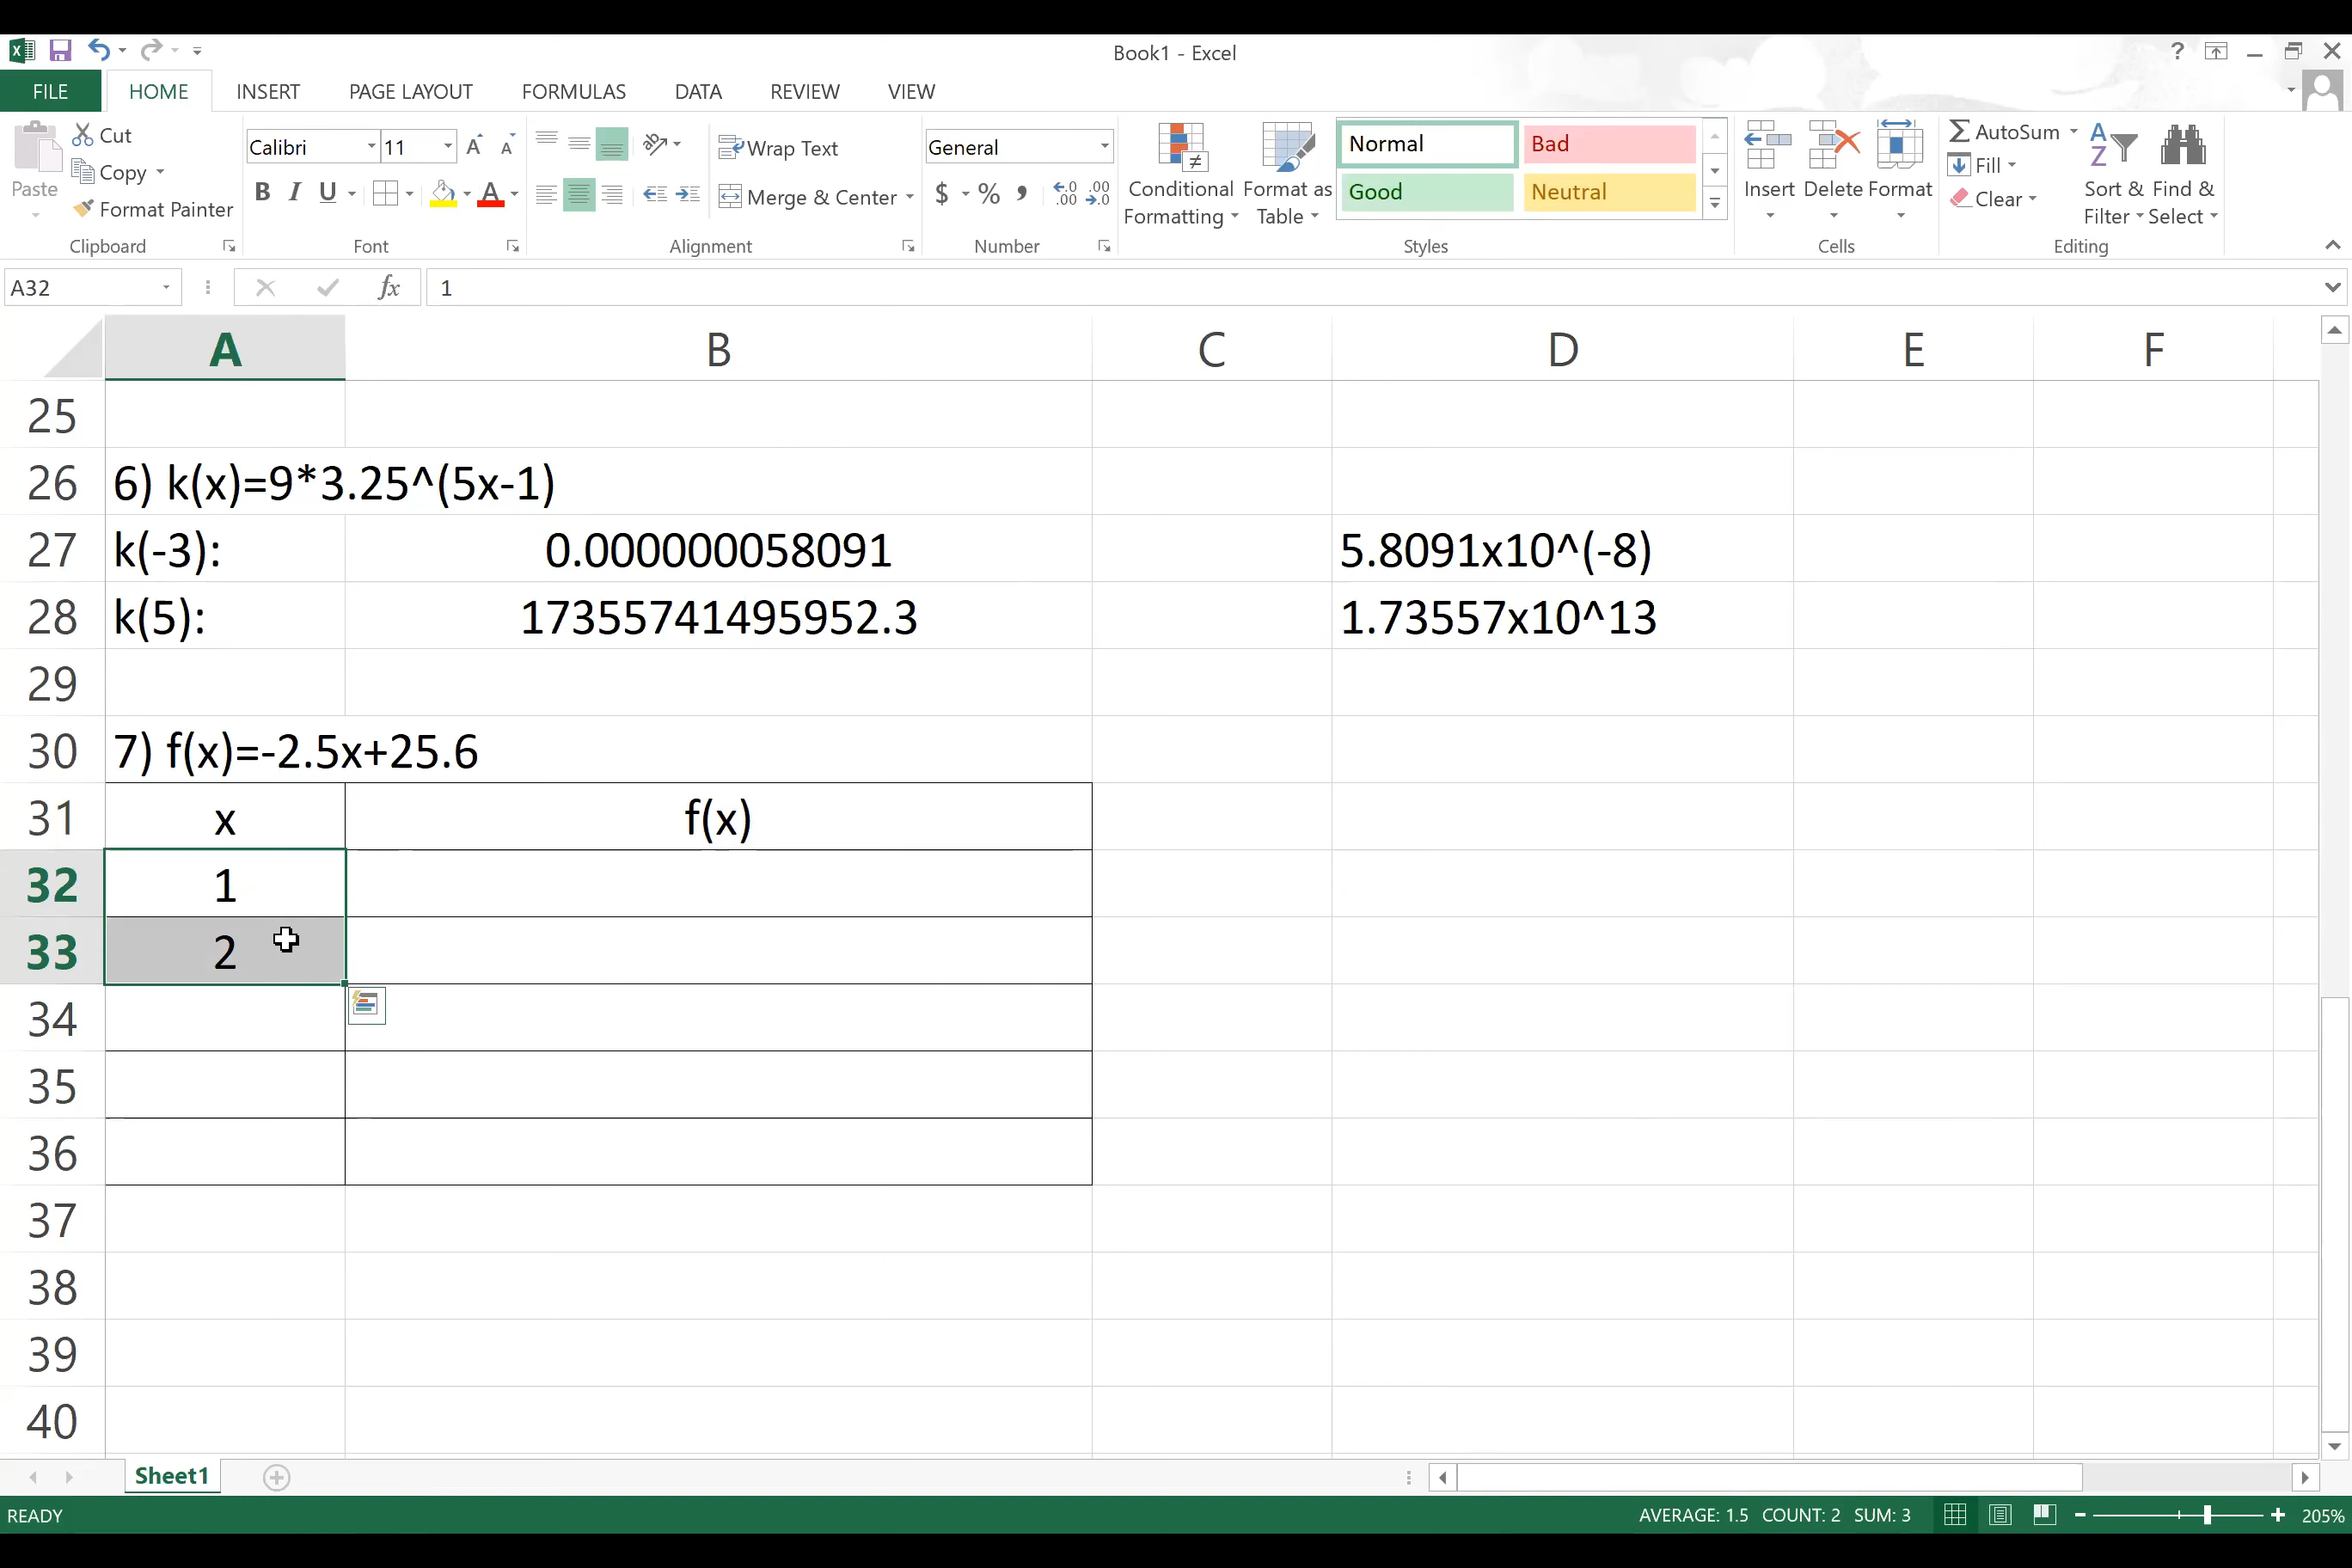 Book1 - Excel
FILE HOME INSERT PAGE LAYOUT FORMULAS DATA REVIEW VIEW
Paste
Cut
Copy
Format Painter
Clipboard
Calibri 11
B I U A
Font
Wrap Text
Merge & Center
Alignment
General
$ % , .00 .00
Number
Conditional Formatting
Format as Table
Normal Bad
Good Neutral
Styles
Insert Delete Format
Cells
AutoSum
Fill
Clear
Sort & Filter
Find & Select
Editing
A32 fx 1
A B C D E F
25
26 6) k(x)=9*3.25^(5x-1)
27 k(-3): 0.000000058091 5.8091x10^(-8)
28 k(5): 17355741495952.3 1.73557x10^13
29
30 7) f(x)=-2.5x+25.6
31 x f(x)
32 1
33 2
34
35
36
37
38
39
40
Sheet1
READY AVERAGE: 1.5 COUNT: 2 SUM: 3 205%